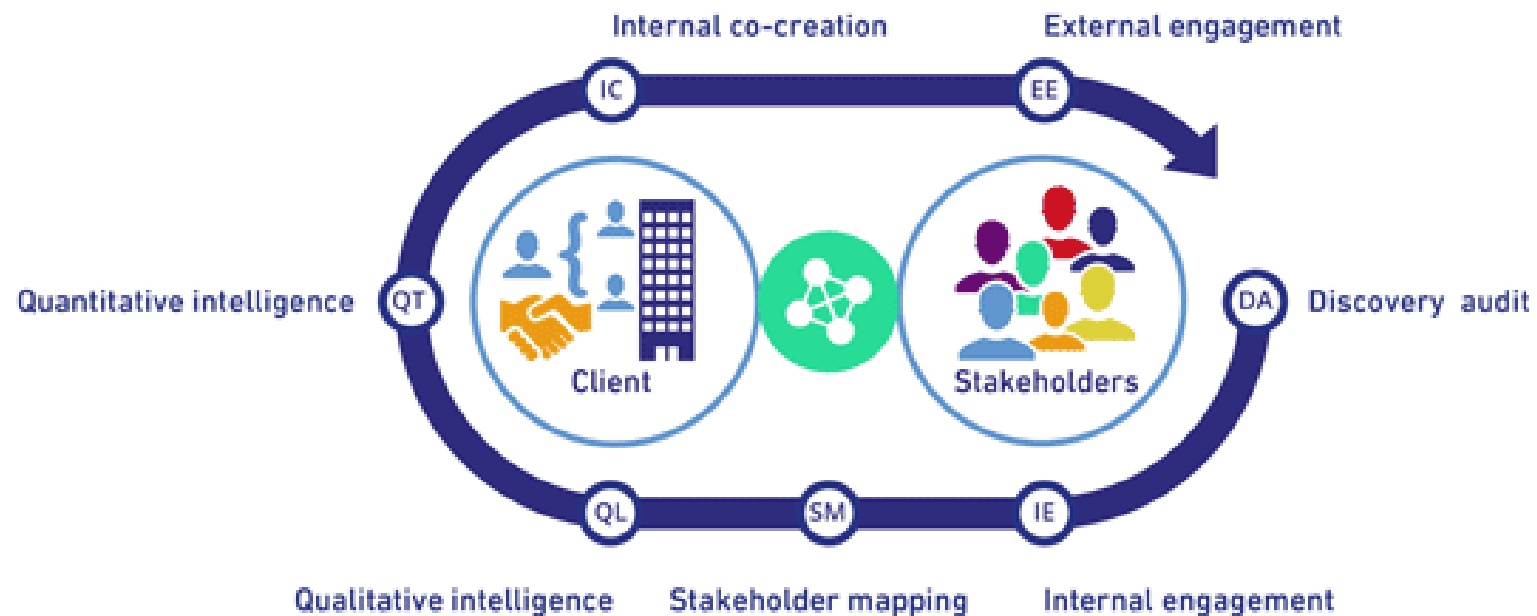 Internal co-creation
External engagement
IC
EE
Quantitative intelligence
QT
Client
Stakeholders
DA
Discovery audit
QL
SM
IE
Qualitative intelligence
Stakeholder mapping
Internal engagement